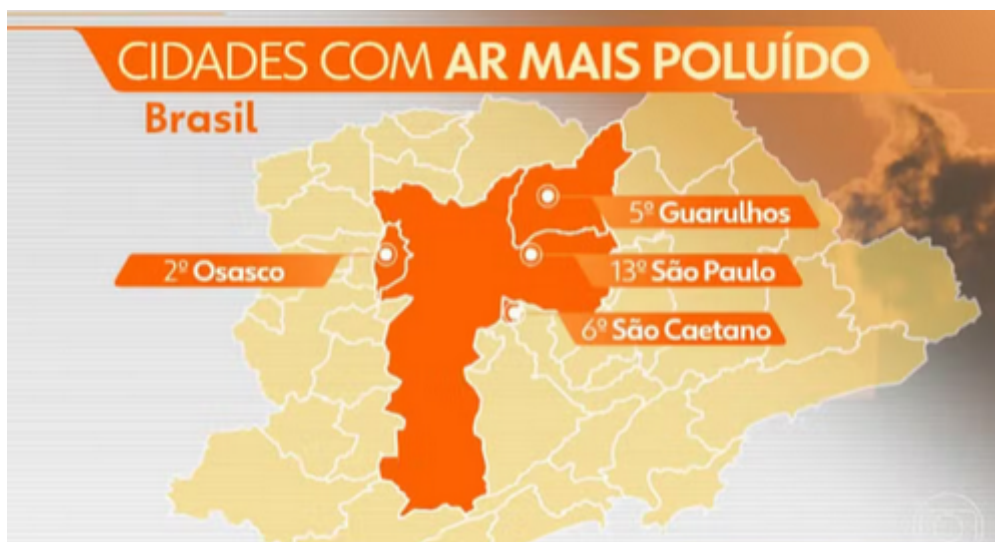 CIDADES COM AR MAIS POLUÍDO
Brasil
5º Guarulhos
2º Osasco
13º São Paulo
6º São Caetano